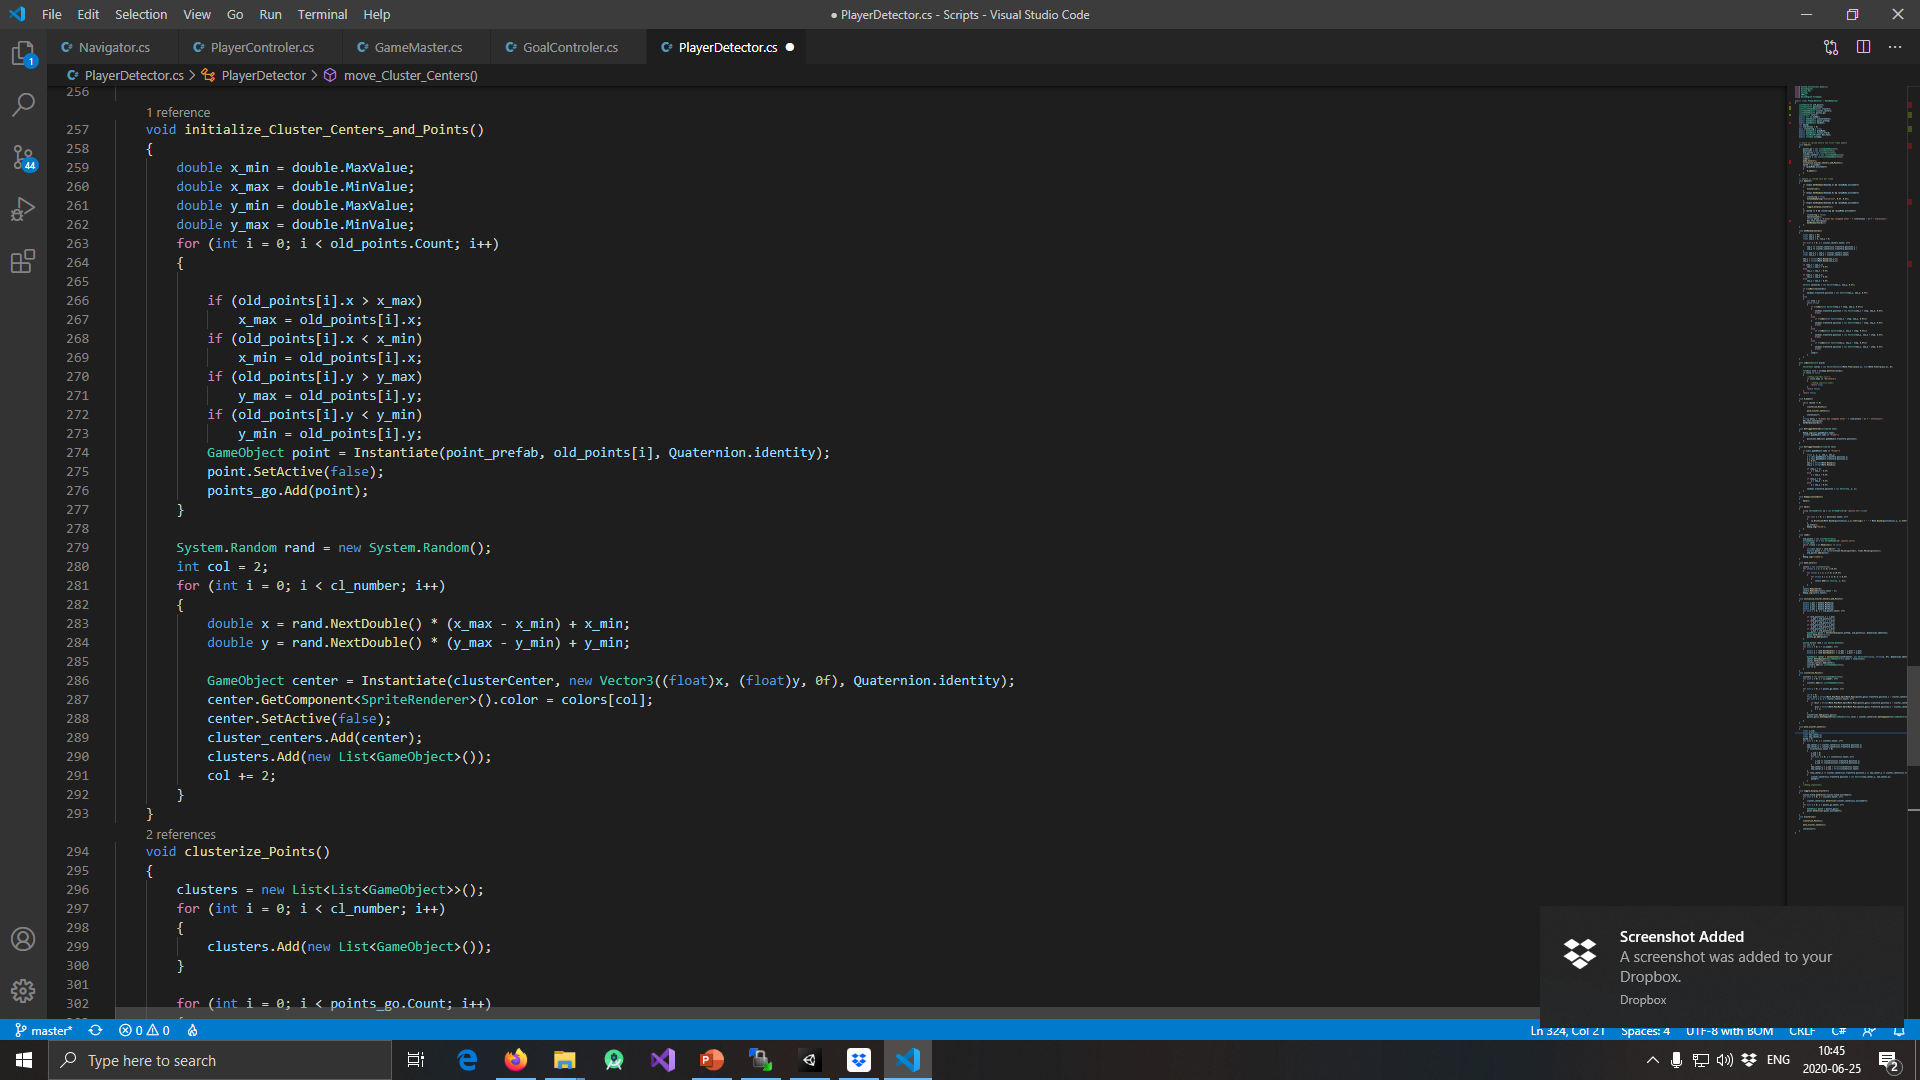 File Edit Selection View Go Run Terminal Help
● PlayerDetector.cs - Scripts - Visual Studio Code
Navigator.cs
PlayerControler.cs
GameMaster.cs
GoalControler.cs
PlayerDetector.cs
PlayerDetector.cs > PlayerDetector > move_Cluster_Centers()
1
44
256
1 reference
257 void initialize_Cluster_Centers_and_Points()
258 {
259 double x_min = double.MaxValue;
260 double x_max = double.MinValue;
261 double y_min = double.MaxValue;
262 double y_max = double.MinValue;
263 for (int i = 0; i < old_points.Count; i++)
264 {
265
266 if (old_points[i].x > x_max)
267 x_max = old_points[i].x;
268 if (old_points[i].x < x_min)
269 x_min = old_points[i].x;
270 if (old_points[i].y > y_max)
271 y_max = old_points[i].y;
272 if (old_points[i].y < y_min)
273 y_min = old_points[i].y;
274 GameObject point = Instantiate(point_prefab, old_points[i], Quaternion.identity);
275 point.SetActive(false);
276 points_go.Add(point);
277 }
278
279 System.Random rand = new System.Random();
280 int col = 2;
281 for (int i = 0; i < cl_number; i++)
282 {
283 double x = rand.NextDouble() * (x_max - x_min) + x_min;
284 double y = rand.NextDouble() * (y_max - y_min) + y_min;
285
286 GameObject center = Instantiate(clusterCenter, new Vector3((float)x, (float)y, 0f), Quaternion.identity);
287 center.GetComponent<SpriteRenderer>().color = colors[col];
288 center.SetActive(false);
289 cluster_centers.Add(center);
290 clusters.Add(new List<GameObject>());
291 col += 2;
292 }
293 }
2 references
294 void clusterize_Points()
295 {
296 clusters = new List<List<GameObject>>();
297 for (int i = 0; i < cl_number; i++)
298 {
299 clusters.Add(new List<GameObject>());
300 }
301
302 for (int i = 0; i < points_go.Count; i++)
Screenshot Added
A screenshot was added to your
Dropbox.
Dropbox
master* 0 0
Ln 324, Col 21 Spaces: 4 UTF-8 with BOM CRLF C#
Type here to search
ENG
10:45
2020-06-25
2